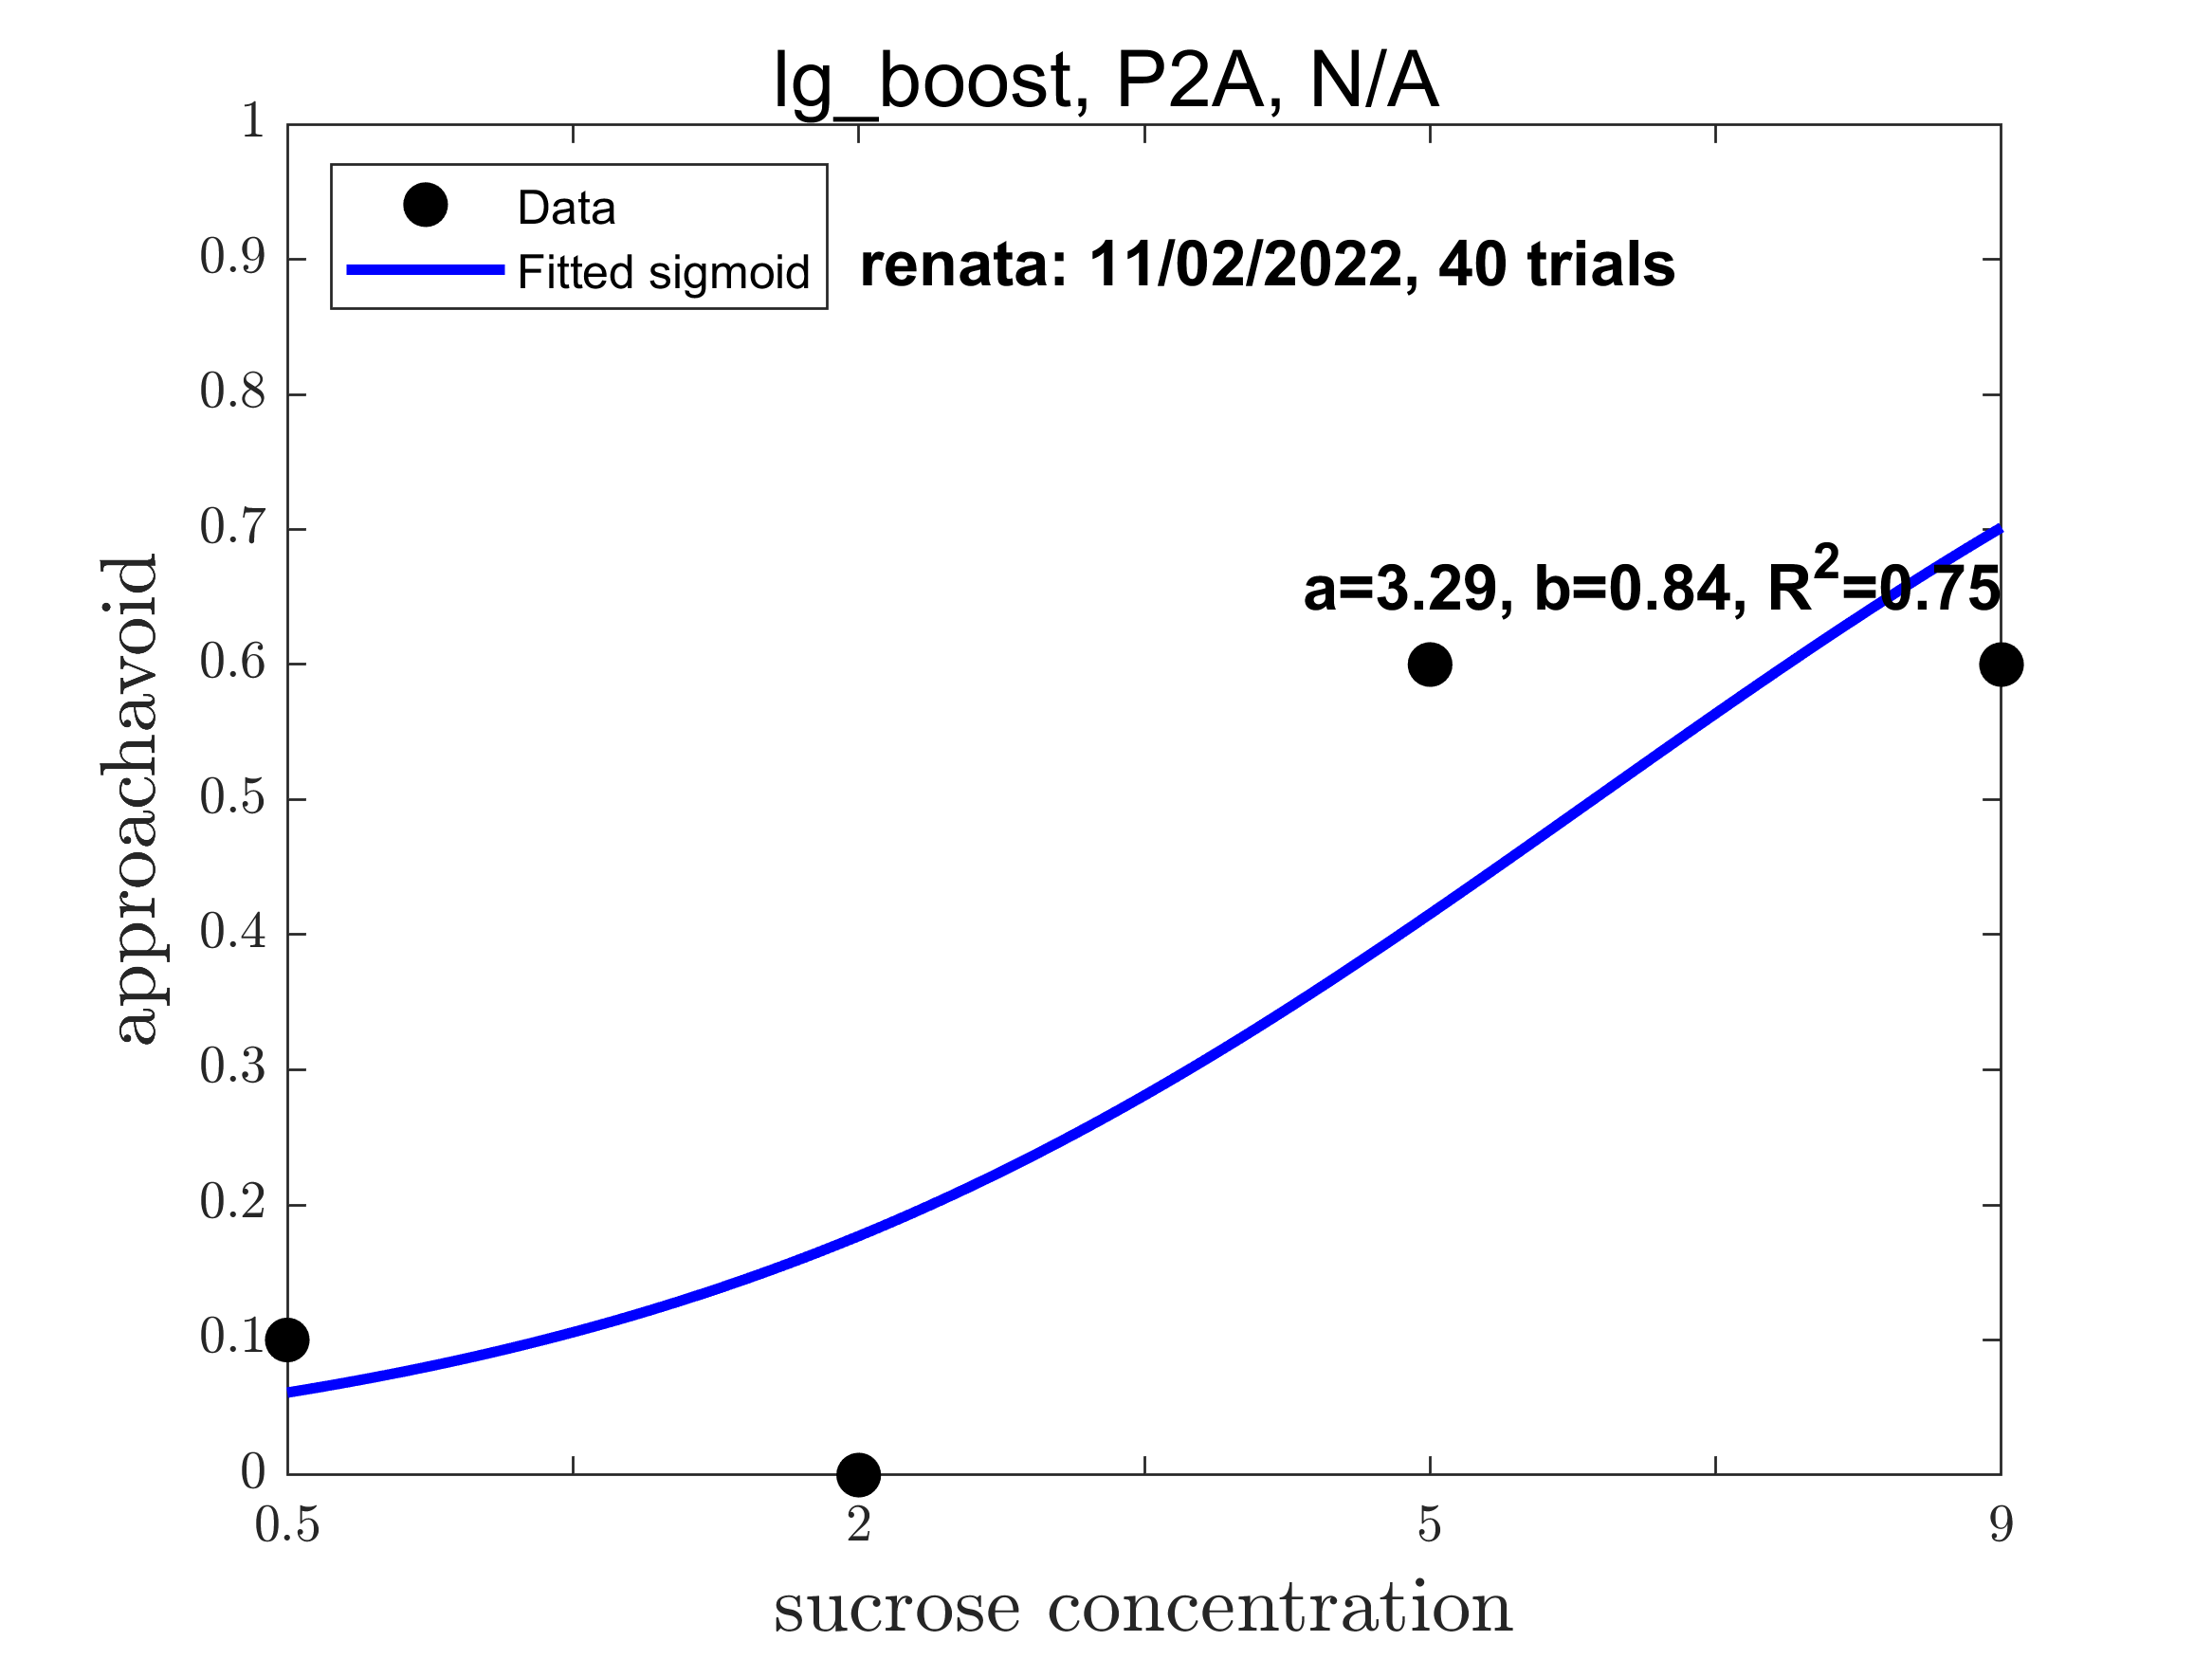 lg_boost, P2A, N/A
1
Data
Fitted sigmoid
renata: 11/02/2022, 40 trials
0.9
0.8
0.7
a=3.29, b=0.84, R²=0.75
0.6
0.5
0.4
0.3
0.2
0.1
0
approachavoid
0.5 2 5 9
sucrose concentration